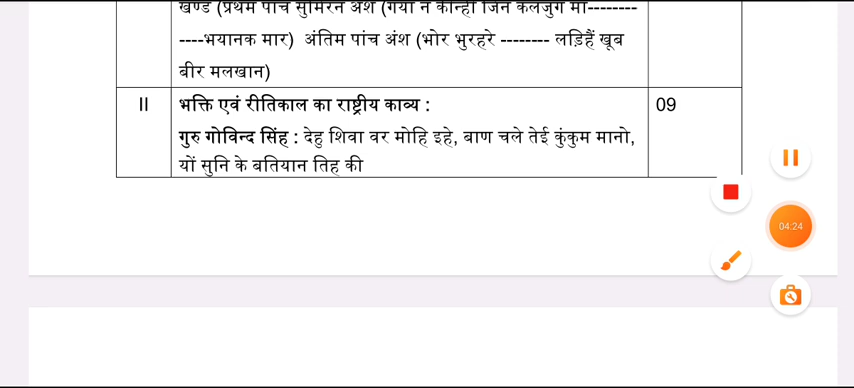 खण्ड (प्रथम पांच सुमिरन अंश (गया न कीन्ही जिन कलजुग मा--------
----भयानक मार) अंतिम पांच अंश (भोर भुरहरे -------- लड़िहैं खूब
बीर मलखान)
II भक्ति एवं रीतिकाल का राष्ट्रीय काव्य : 09
गुरु गोविन्द सिंह : देहु शिवा वर मोहि इहे, बाण चले तेई कुंकुम मानो,
यों सुनि के बतियान तिह की
04:24